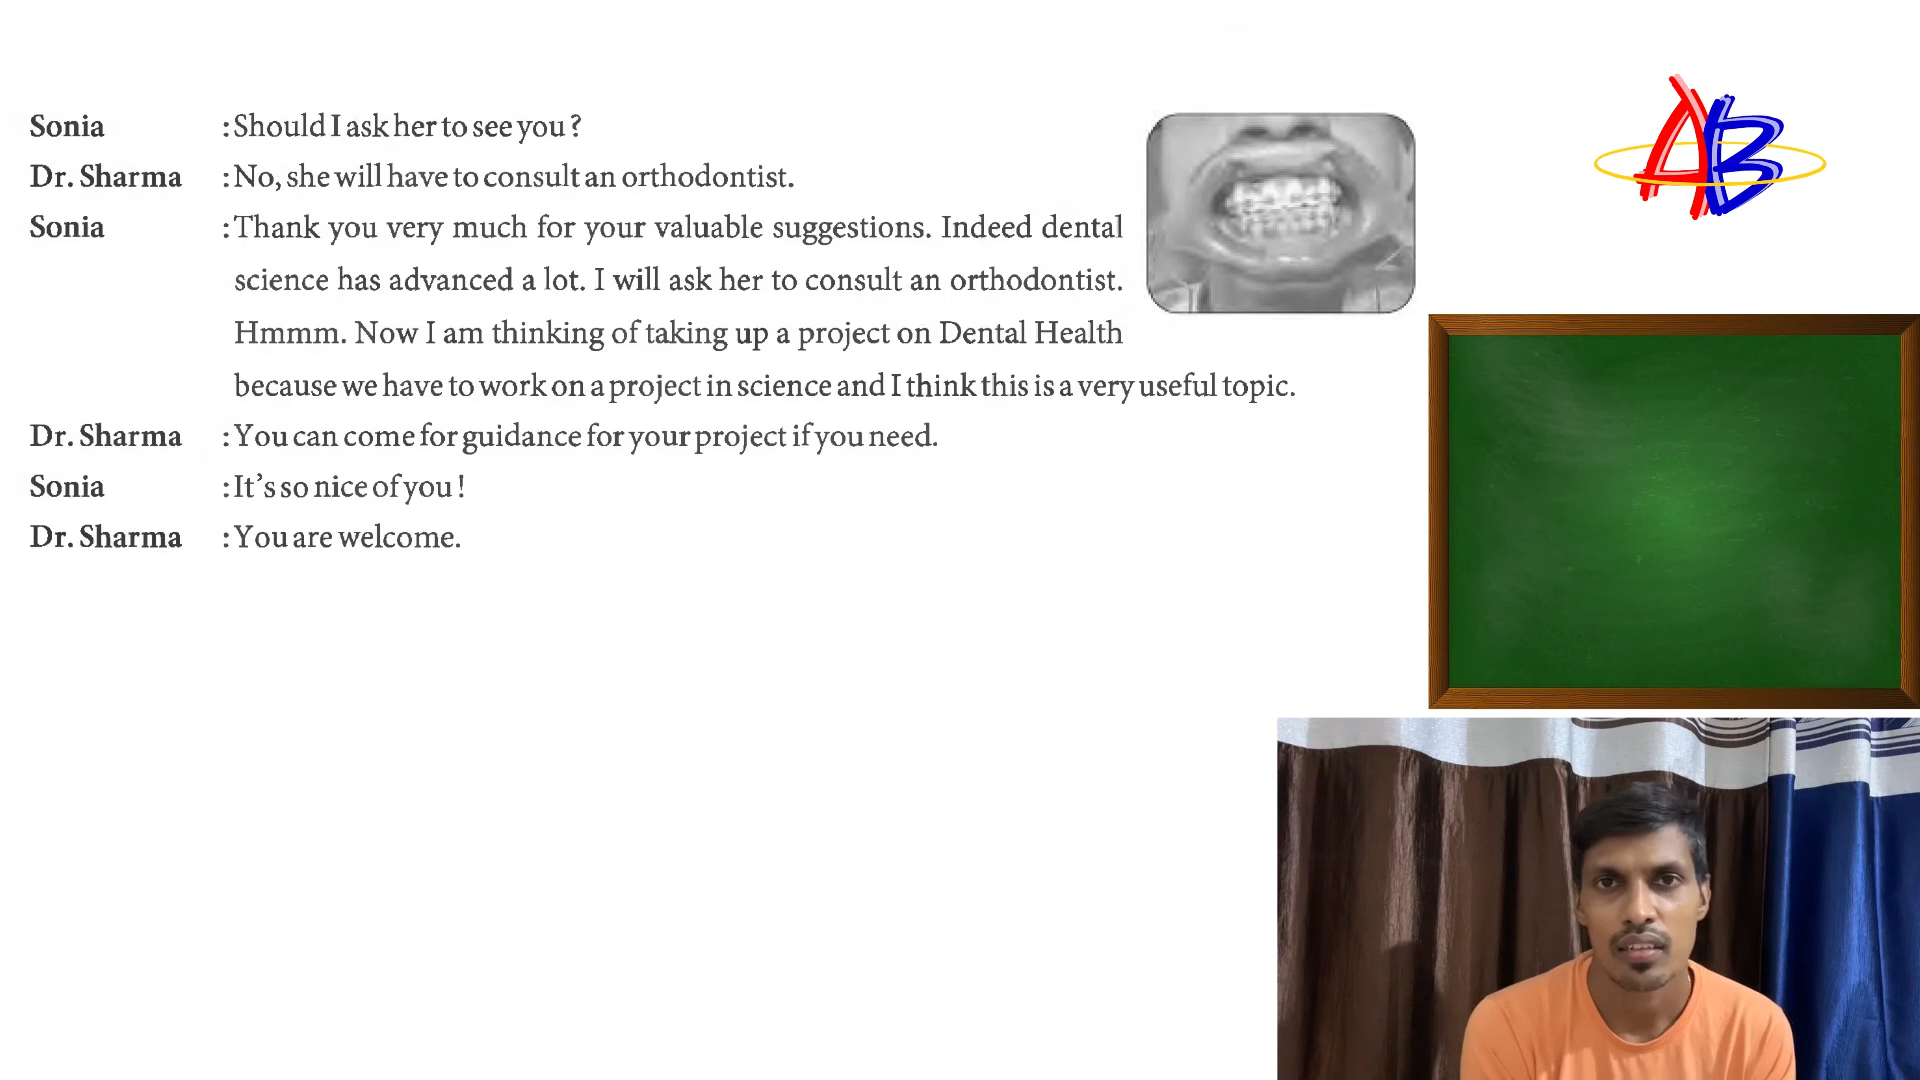 Sonia : Should I ask her to see you ?
Dr. Sharma : No, she will have to consult an orthodontist.
Sonia : Thank you very much for your valuable suggestions. Indeed dental
science has advanced a lot. I will ask her to consult an orthodontist.
Hmmm. Now I am thinking of taking up a project on Dental Health
because we have to work on a project in science and I think this is a very useful topic.
Dr. Sharma : You can come for guidance for your project if you need.
Sonia : It's so nice of you !
Dr. Sharma : You are welcome.
AB